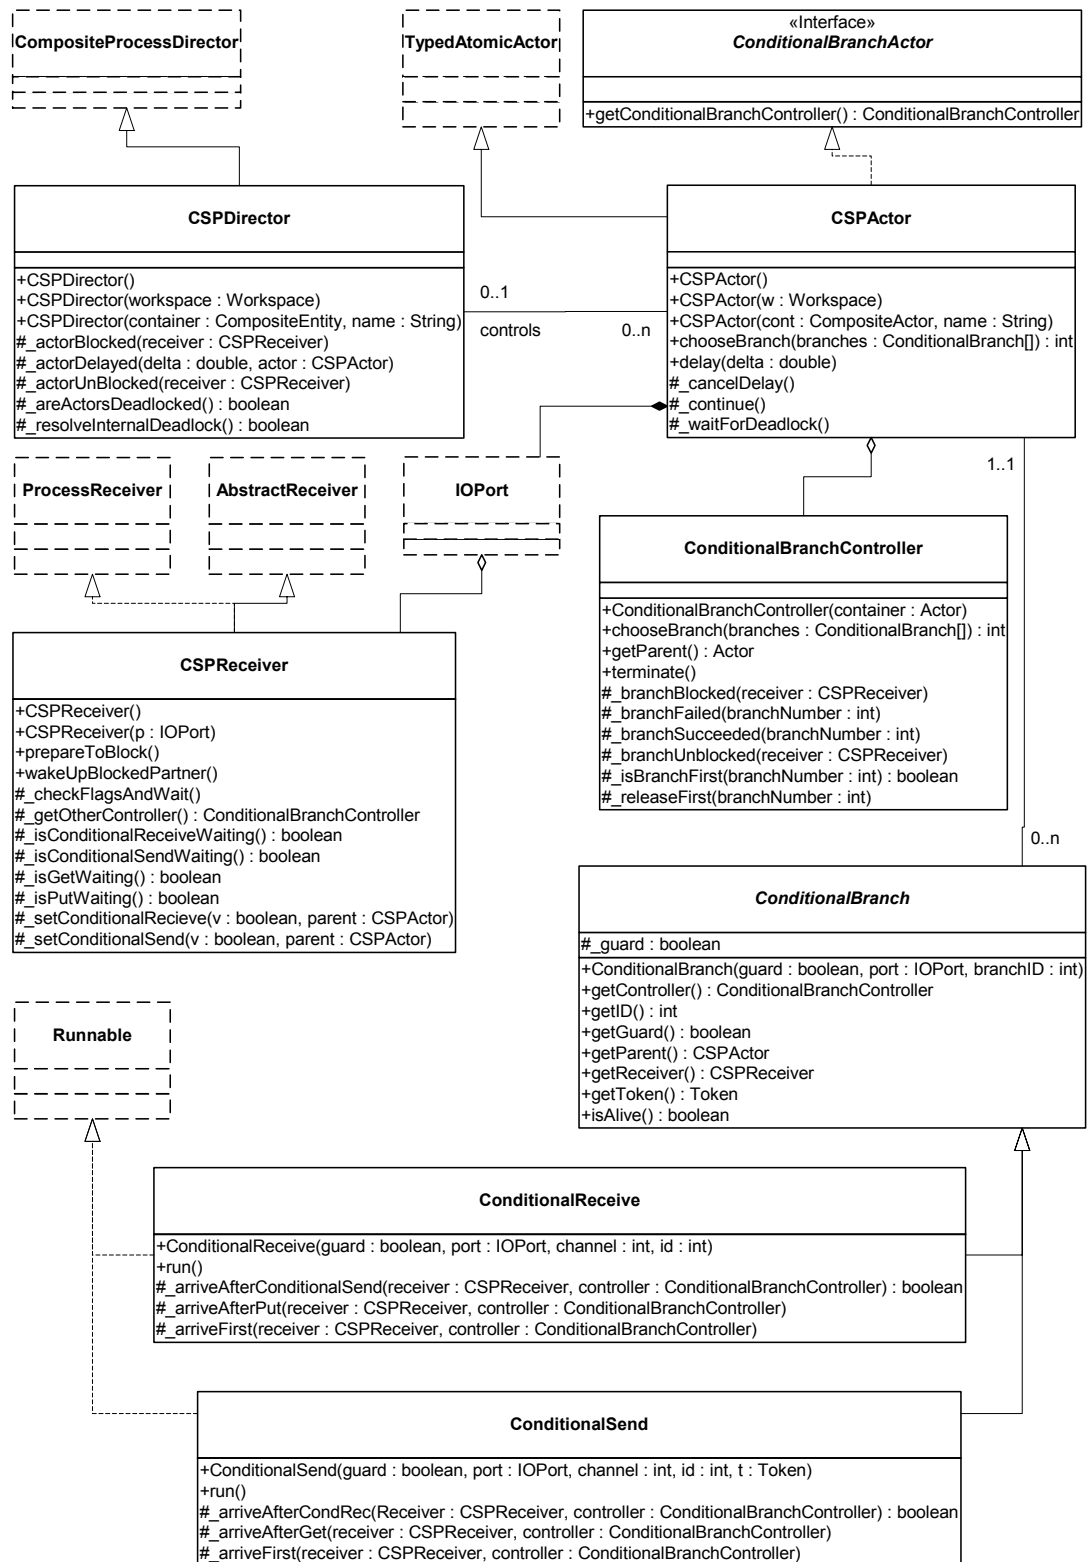 CompositeProcessDirector
TypedAtomicActor
«Interface»
ConditionalBranchActor
+getConditionalBranchController() : ConditionalBranchController
CSPDirector
+CSPDirector()
+CSPDirector(workspace : Workspace)
+CSPDirector(container : CompositeEntity, name : String)
#_actorBlocked(receiver : CSPReceiver)
#_actorDelayed(delta : double, actor : CSPActor)
#_actorUnBlocked(receiver : CSPReceiver)
#_areActorsDeadlocked() : boolean
#_resolveInternalDeadlock() : boolean
0..1
controls
0..n
CSPActor
+CSPActor()
+CSPActor(w : Workspace)
+CSPActor(cont : CompositeActor, name : String)
+chooseBranch(branches : ConditionalBranch[]) : int
+delay(delta : double)
#_cancelDelay()
#_continue()
#_waitForDeadlock()
1..1
ProcessReceiver
AbstractReceiver
IOPort
ConditionalBranchController
+ConditionalBranchController(container : Actor)
+chooseBranch(branches : ConditionalBranch[]) : int
+getParent() : Actor
+terminate()
#_branchBlocked(receiver : CSPReceiver)
#_branchFailed(branchNumber : int)
#_branchSucceeded(branchNumber : int)
#_branchUnblocked(receiver : CSPReceiver)
#_isBranchFirst(branchNumber : int) : boolean
#_releaseFirst(branchNumber : int)
CSPReceiver
+CSPReceiver()
+CSPReceiver(p : IOPort)
+prepareToBlock()
+wakeUpBlockedPartner()
#_checkFlagsAndWait()
#_getOtherController() : ConditionalBranchController
#_isConditionalReceiveWaiting() : boolean
#_isConditionalSendWaiting() : boolean
#_isGetWaiting() : boolean
#_isPutWaiting() : boolean
#_setConditionalRecieve(v : boolean, parent : CSPActor)
#_setConditionalSend(v : boolean, parent : CSPActor)
0..n
ConditionalBranch
#_guard : boolean
+ConditionalBranch(guard : boolean, port : IOPort, branchID : int)
+getController() : ConditionalBranchController
+getID() : int
+getGuard() : boolean
+getParent() : CSPActor
+getReceiver() : CSPReceiver
+getToken() : Token
+isAlive() : boolean
Runnable
ConditionalReceive
+ConditionalReceive(guard : boolean, port : IOPort, channel : int, id : int)
+run()
#_arriveAfterConditionalSend(receiver : CSPReceiver, controller : ConditionalBranchController) : boolean
#_arriveAfterPut(receiver : CSPReceiver, controller : ConditionalBranchController)
#_arriveFirst(receiver : CSPReceiver, controller : ConditionalBranchController)
ConditionalSend
+ConditionalSend(guard : boolean, port : IOPort, channel : int, id : int, t : Token)
+run()
#_arriveAfterCondRec(Receiver : CSPReceiver, controller : ConditionalBranchController) : boolean
#_arriveAfterGet(receiver : CSPReceiver, controller : ConditionalBranchController)
#_arriveFirst(receiver : CSPReceiver, controller : ConditionalBranchController)